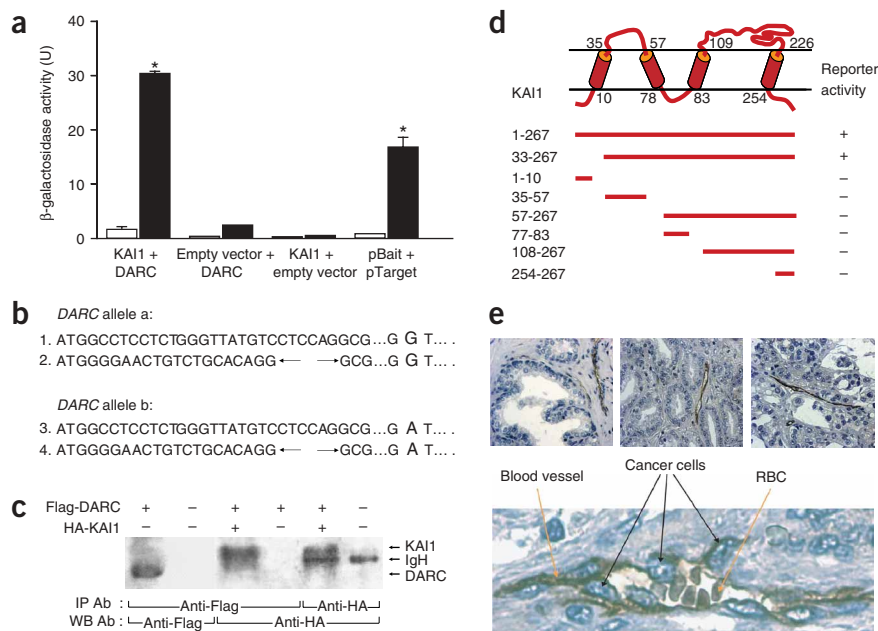 a
β-galactosidase activity (U)
40
30
20
10
0
*
*
KAI1 + DARC
Empty vector + DARC
KAI1 + empty vector
pBait + pTarget
b
DARC allele a:
1. ATGGCCTCCTCTGGGTTATGTCCTCCAGGCG...G G T... .
2. ATGGGGAACTGTCTGCACAGG ← → GCG...G G T... .
DARC allele b:
3. ATGGCCTCCTCTGGGTTATGTCCTCCAGGCG...G A T... .
4. ATGGGGAACTGTCTGCACAGG ← → GCG...G A T... .
c
Flag-DARC + − + + + −
HA-KAI1 − − + − + −
← KAI1
← IgH
← DARC
IP Ab : Anti-Flag Anti-HA
WB Ab : Anti-Flag Anti-HA
d
35 57 109 226
KAI1 10 78 83 254
Reporter activity
1-267 +
33-267 +
1-10 −
35-57 −
57-267 −
77-83 −
108-267 −
254-267 −
e
Blood vessel
Cancer cells
RBC